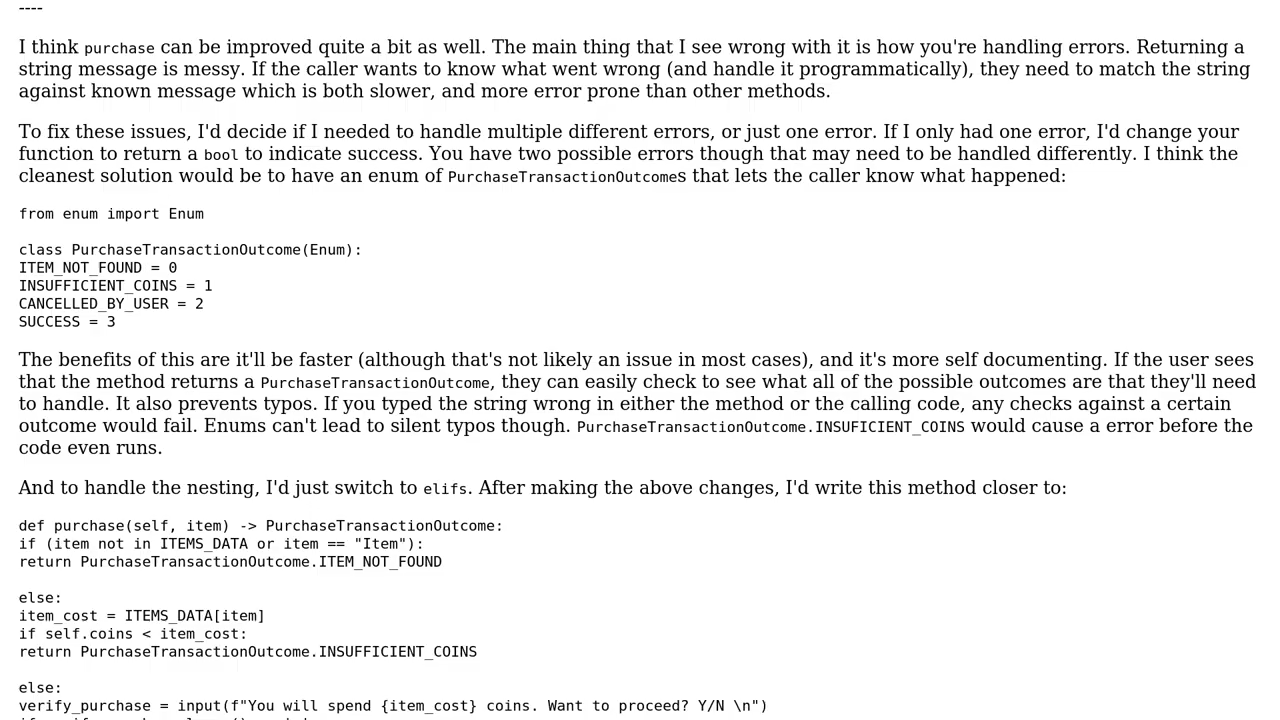 ----
I think purchase can be improved quite a bit as well. The main thing that I see wrong with it is how you're handling errors. Returning a
string message is messy. If the caller wants to know what went wrong (and handle it programmatically), they need to match the string
against known message which is both slower, and more error prone than other methods.
To fix these issues, I'd decide if I needed to handle multiple different errors, or just one error. If I only had one error, I'd change your
function to return a bool to indicate success. You have two possible errors though that may need to be handled differently. I think the
cleanest solution would be to have an enum of PurchaseTransactionOutcomes that lets the caller know what happened:
from enum import Enum
class PurchaseTransactionOutcome(Enum):
ITEM_NOT_FOUND = 0
INSUFFICIENT_COINS = 1
CANCELLED_BY_USER = 2
SUCCESS = 3
The benefits of this are it'll be faster (although that's not likely an issue in most cases), and it's more self documenting. If the user sees
that the method returns a PurchaseTransactionOutcome, they can easily check to see what all of the possible outcomes are that they'll need
to handle. It also prevents typos. If you typed the string wrong in either the method or the calling code, any checks against a certain
outcome would fail. Enums can't lead to silent typos though. PurchaseTransactionOutcome.INSUFICIENT_COINS would cause a error before the
code even runs.
And to handle the nesting, I'd just switch to elifs. After making the above changes, I'd write this method closer to:
def purchase(self, item) -> PurchaseTransactionOutcome:
if (item not in ITEMS_DATA or item == "Item"):
return PurchaseTransactionOutcome.ITEM_NOT_FOUND
else:
item_cost = ITEMS_DATA[item]
if self.coins < item_cost:
return PurchaseTransactionOutcome.INSUFFICIENT_COINS
else:
verify_purchase = input(f"You will spend {item_cost} coins. Want to proceed? Y/N \n")